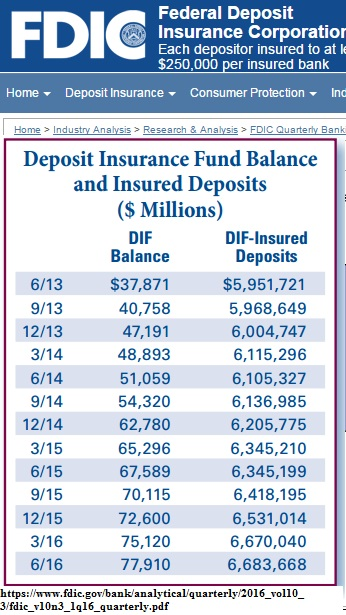 FDIC
Federal Deposit
Insurance Corporation
Each depositor insured to at
$250,000 per insured bank
Home Deposit Insurance Consumer Protection
Home > Industry Analysis > Research & Analysis > FDIC Quarterly
Deposit Insurance Fund Balance
and Insured Deposits
($ Millions)
DIF DIF-Insured
Balance Deposits
6/13 $37,871 $5,951,721
9/13 40,758 5,968,649
12/13 47,191 6,004,747
3/14 48,893 6,115,296
6/14 51,059 6,105,327
9/14 54,320 6,136,985
12/14 62,780 6,205,775
3/15 65,296 6,345,210
6/15 67,589 6,345,199
9/15 70,115 6,418,195
12/15 72,600 6,531,014
3/16 75,120 6,670,040
6/16 77,910 6,683,668
https://www.fdic.gov/bank/analytical/quarterly/2016_vol10_
3/fdic_v10n3_1q16_quarterly.pdf